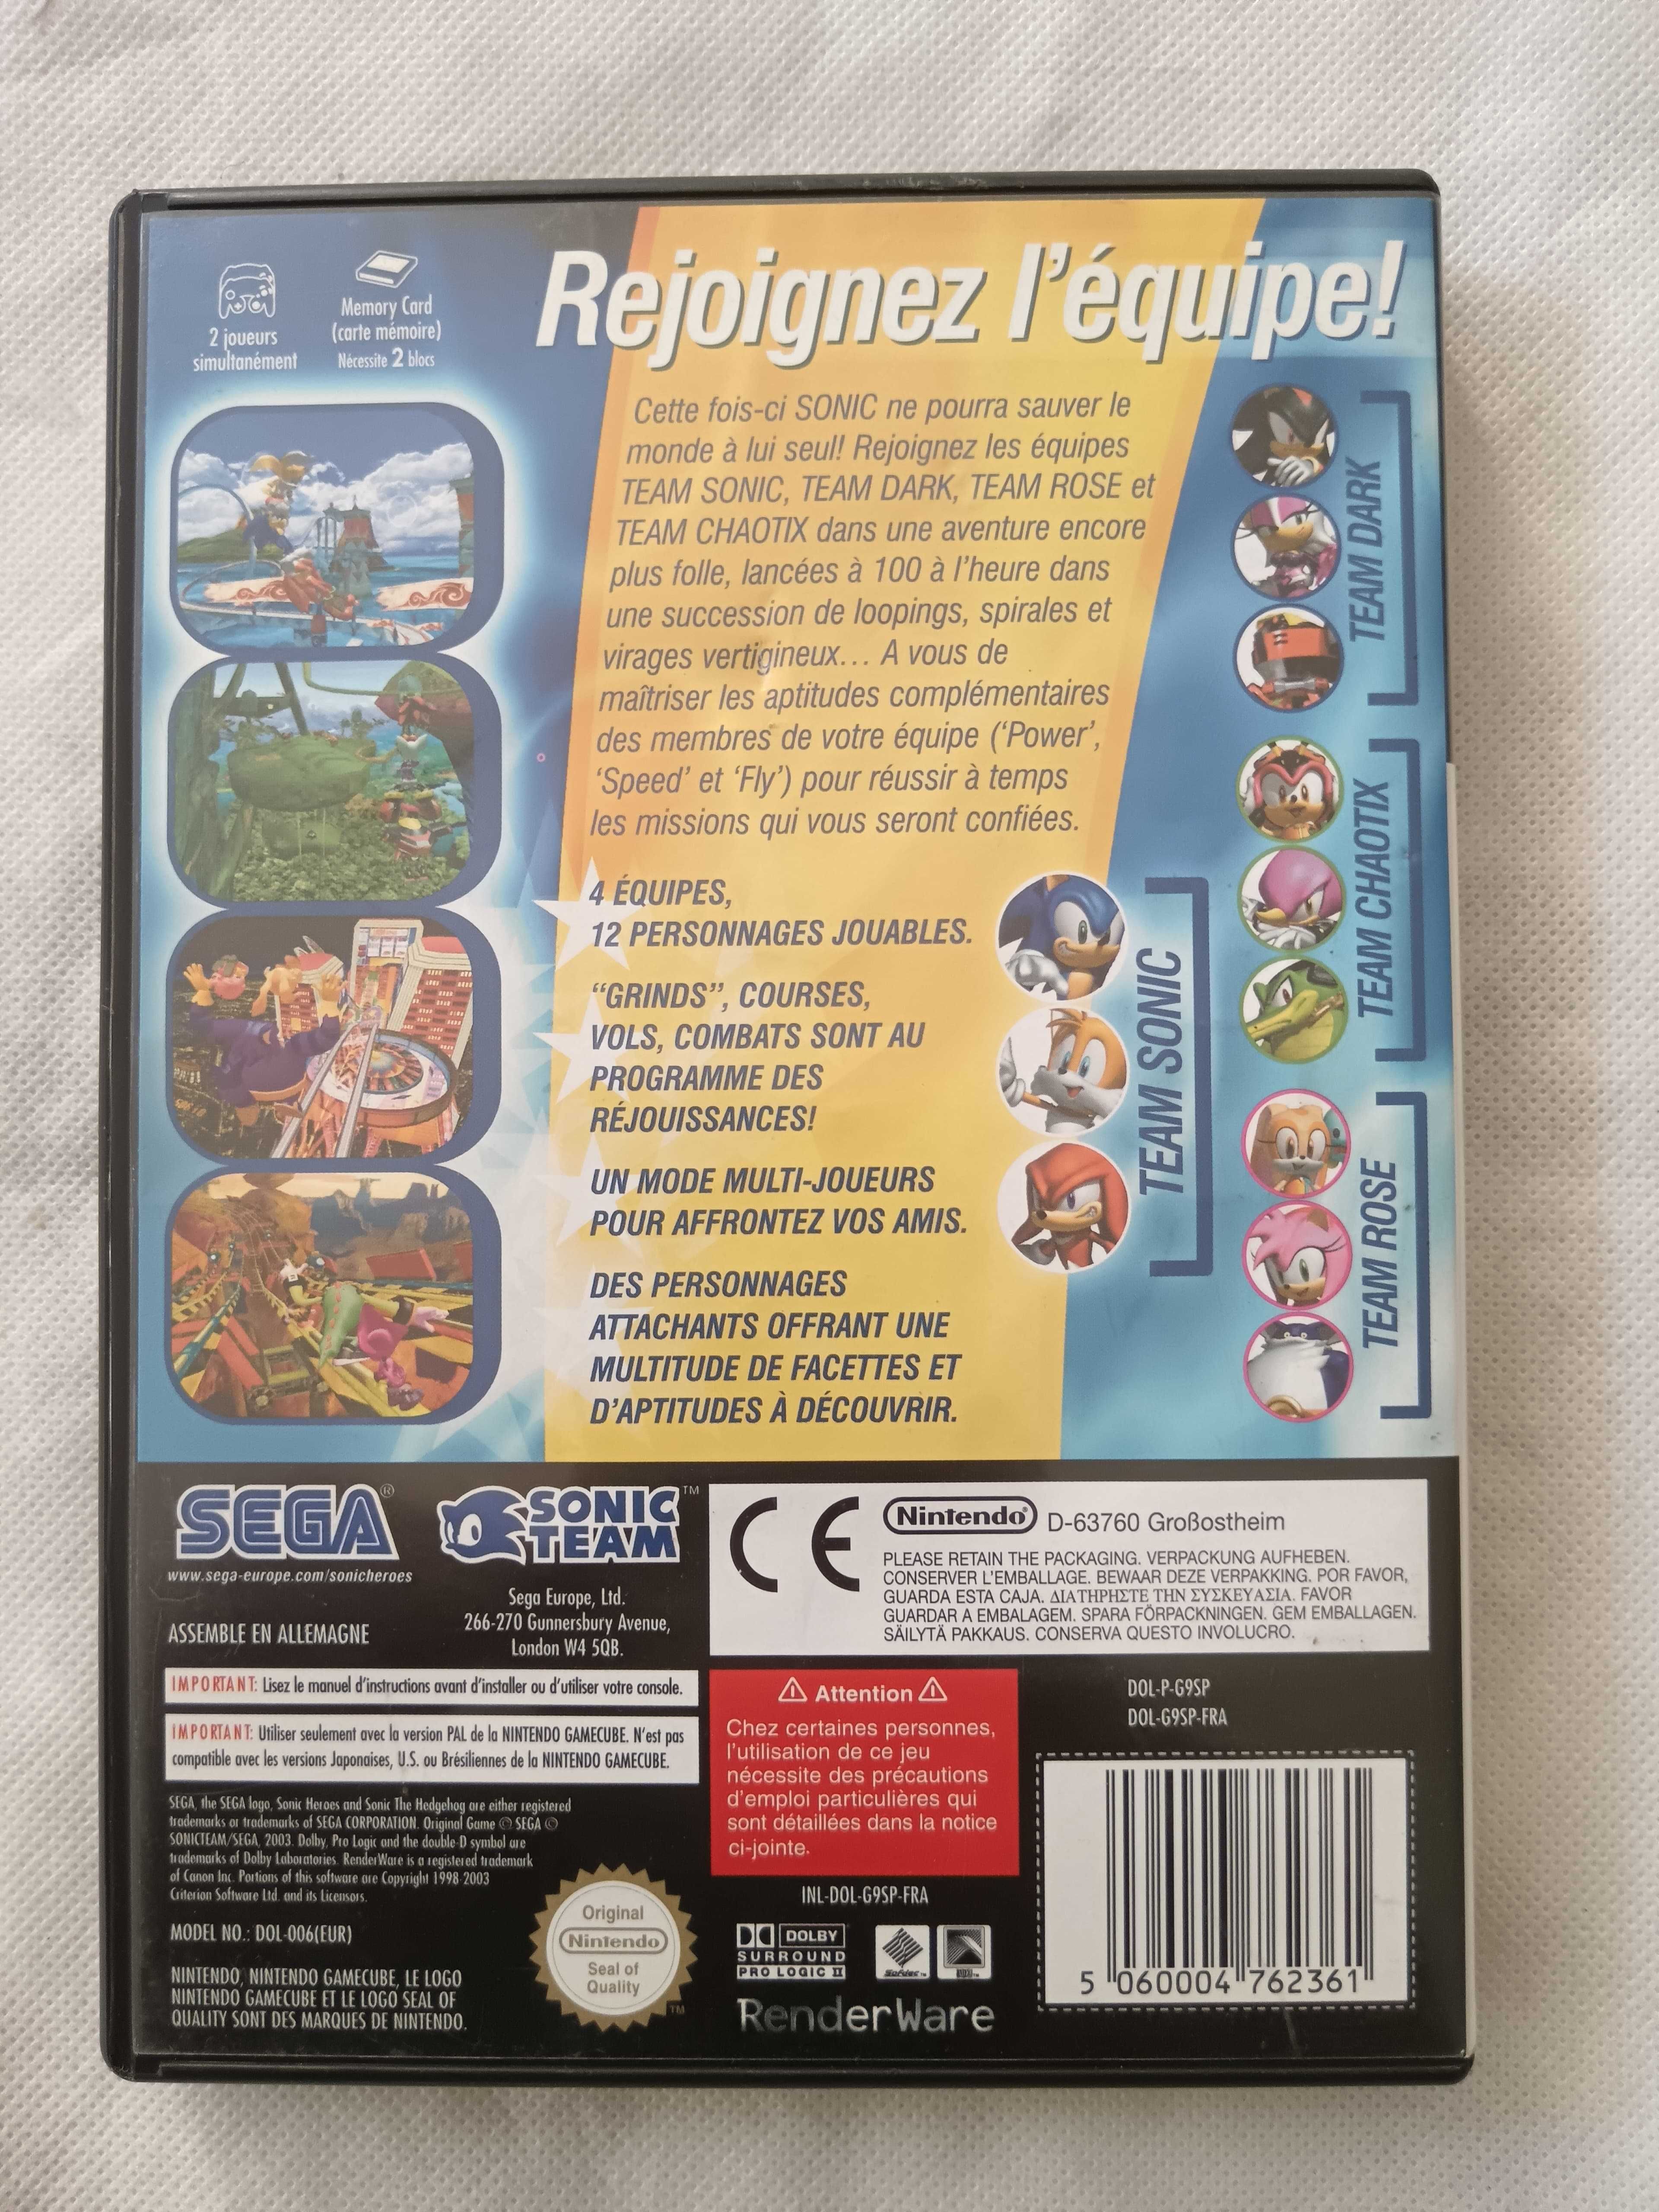 2 joueurs
simultanément
Memory Card
(carte mémoire)
Nécessite 2 blocs
Rejoignez l'équipe!
Cette fois-ci SONIC ne pourra sauver le
monde à lui seul! Rejoignez les équipes
TEAM SONIC, TEAM DARK, TEAM ROSE et
TEAM CHAOTIX dans une aventure encore
plus folle, lancées à 100 à l'heure dans
une succession de loopings, spirales et
virages vertigineux... A vous de
maîtriser les aptitudes complémentaires
des membres de votre équipe ('Power',
'Speed' et 'Fly') pour réussir à temps
les missions qui vous seront confiées.
4 ÉQUIPES,
12 PERSONNAGES JOUABLES.
"GRINDS", COURSES,
VOLS, COMBATS SONT AU
PROGRAMME DES
RÉJOUISSANCES!
UN MODE MULTI-JOUEURS
POUR AFFRONTEZ VOS AMIS.
DES PERSONNAGES
ATTACHANTS OFFRANT UNE
MULTITUDE DE FACETTES ET
D'APTITUDES À DÉCOUVRIR.
TEAM SONIC
TEAM DARK
TEAM CHAOTIX
TEAM ROSE
SEGA®
www.sega-europe.com/sonicheroes
SONIC
TEAM™
Sega Europe, Ltd.
266-270 Gunnersbury Avenue,
London W4 5QB.
ASSEMBLE EN ALLEMAGNE
CE
Nintendo® D-63760 Großostheim
PLEASE RETAIN THE PACKAGING. VERPACKUNG AUFHEBEN.
CONSERVER L'EMBALLAGE. BEWAAR DEZE VERPAKKING. POR FAVOR,
GUARDA ESTA CAJA. ΔΙΑΤΗΡΗΣΤΕ ΤΗΝ ΣΥΣΚΕΥΑΣΙΑ. FAVOR
GUARDAR A EMBALAGEM. SPARA FÖRPACKNINGEN. GEM EMBALLAGEN.
SÄILYTÄ PAKKAUS. CONSERVA QUESTO INVOLUCRO.
IMPORTANT: Lisez le manuel d'instructions avant d'installer ou d'utiliser votre console.
IMPORTANT: Utiliser seulement avec la version PAL de la NINTENDO GAMECUBE. N'est pas
compatible avec les versions Japonaises, U.S. ou Brésiliennes de la NINTENDO GAMECUBE.
SEGA, the SEGA logo, Sonic Heroes and Sonic The Hedgehog are either registered
trademarks or trademarks of SEGA CORPORATION. Original Game © SEGA ©
SONICTEAM/SEGA, 2003. Dolby, Pro Logic and the double-D symbol are
trademarks of Dolby Laboratories. RenderWare is a registered trademark
of Canon Inc. Portions of this software are Copyright 1998-2003
Criterion Software Ltd. and its Licensors.
MODEL NO.: DOL-006(EUR)
NINTENDO, NINTENDO GAMECUBE, LE LOGO
NINTENDO GAMECUBE ET LE LOGO SEAL OF
QUALITY SONT DES MARQUES DE NINTENDO.
Original
Nintendo
Seal of
Quality
™
Attention
Chez certaines personnes,
l'utilisation de ce jeu
nécessite des précautions
d'emploi particulières qui
sont détaillées dans la notice
ci-jointe.
INL-DOL-G9SP-FRA
DOLBY
SURROUND
PRO LOGIC II
Sofdec™
RenderWare
DOL-P-G9SP
DOL-G9SP-FRA
5 060004 762361